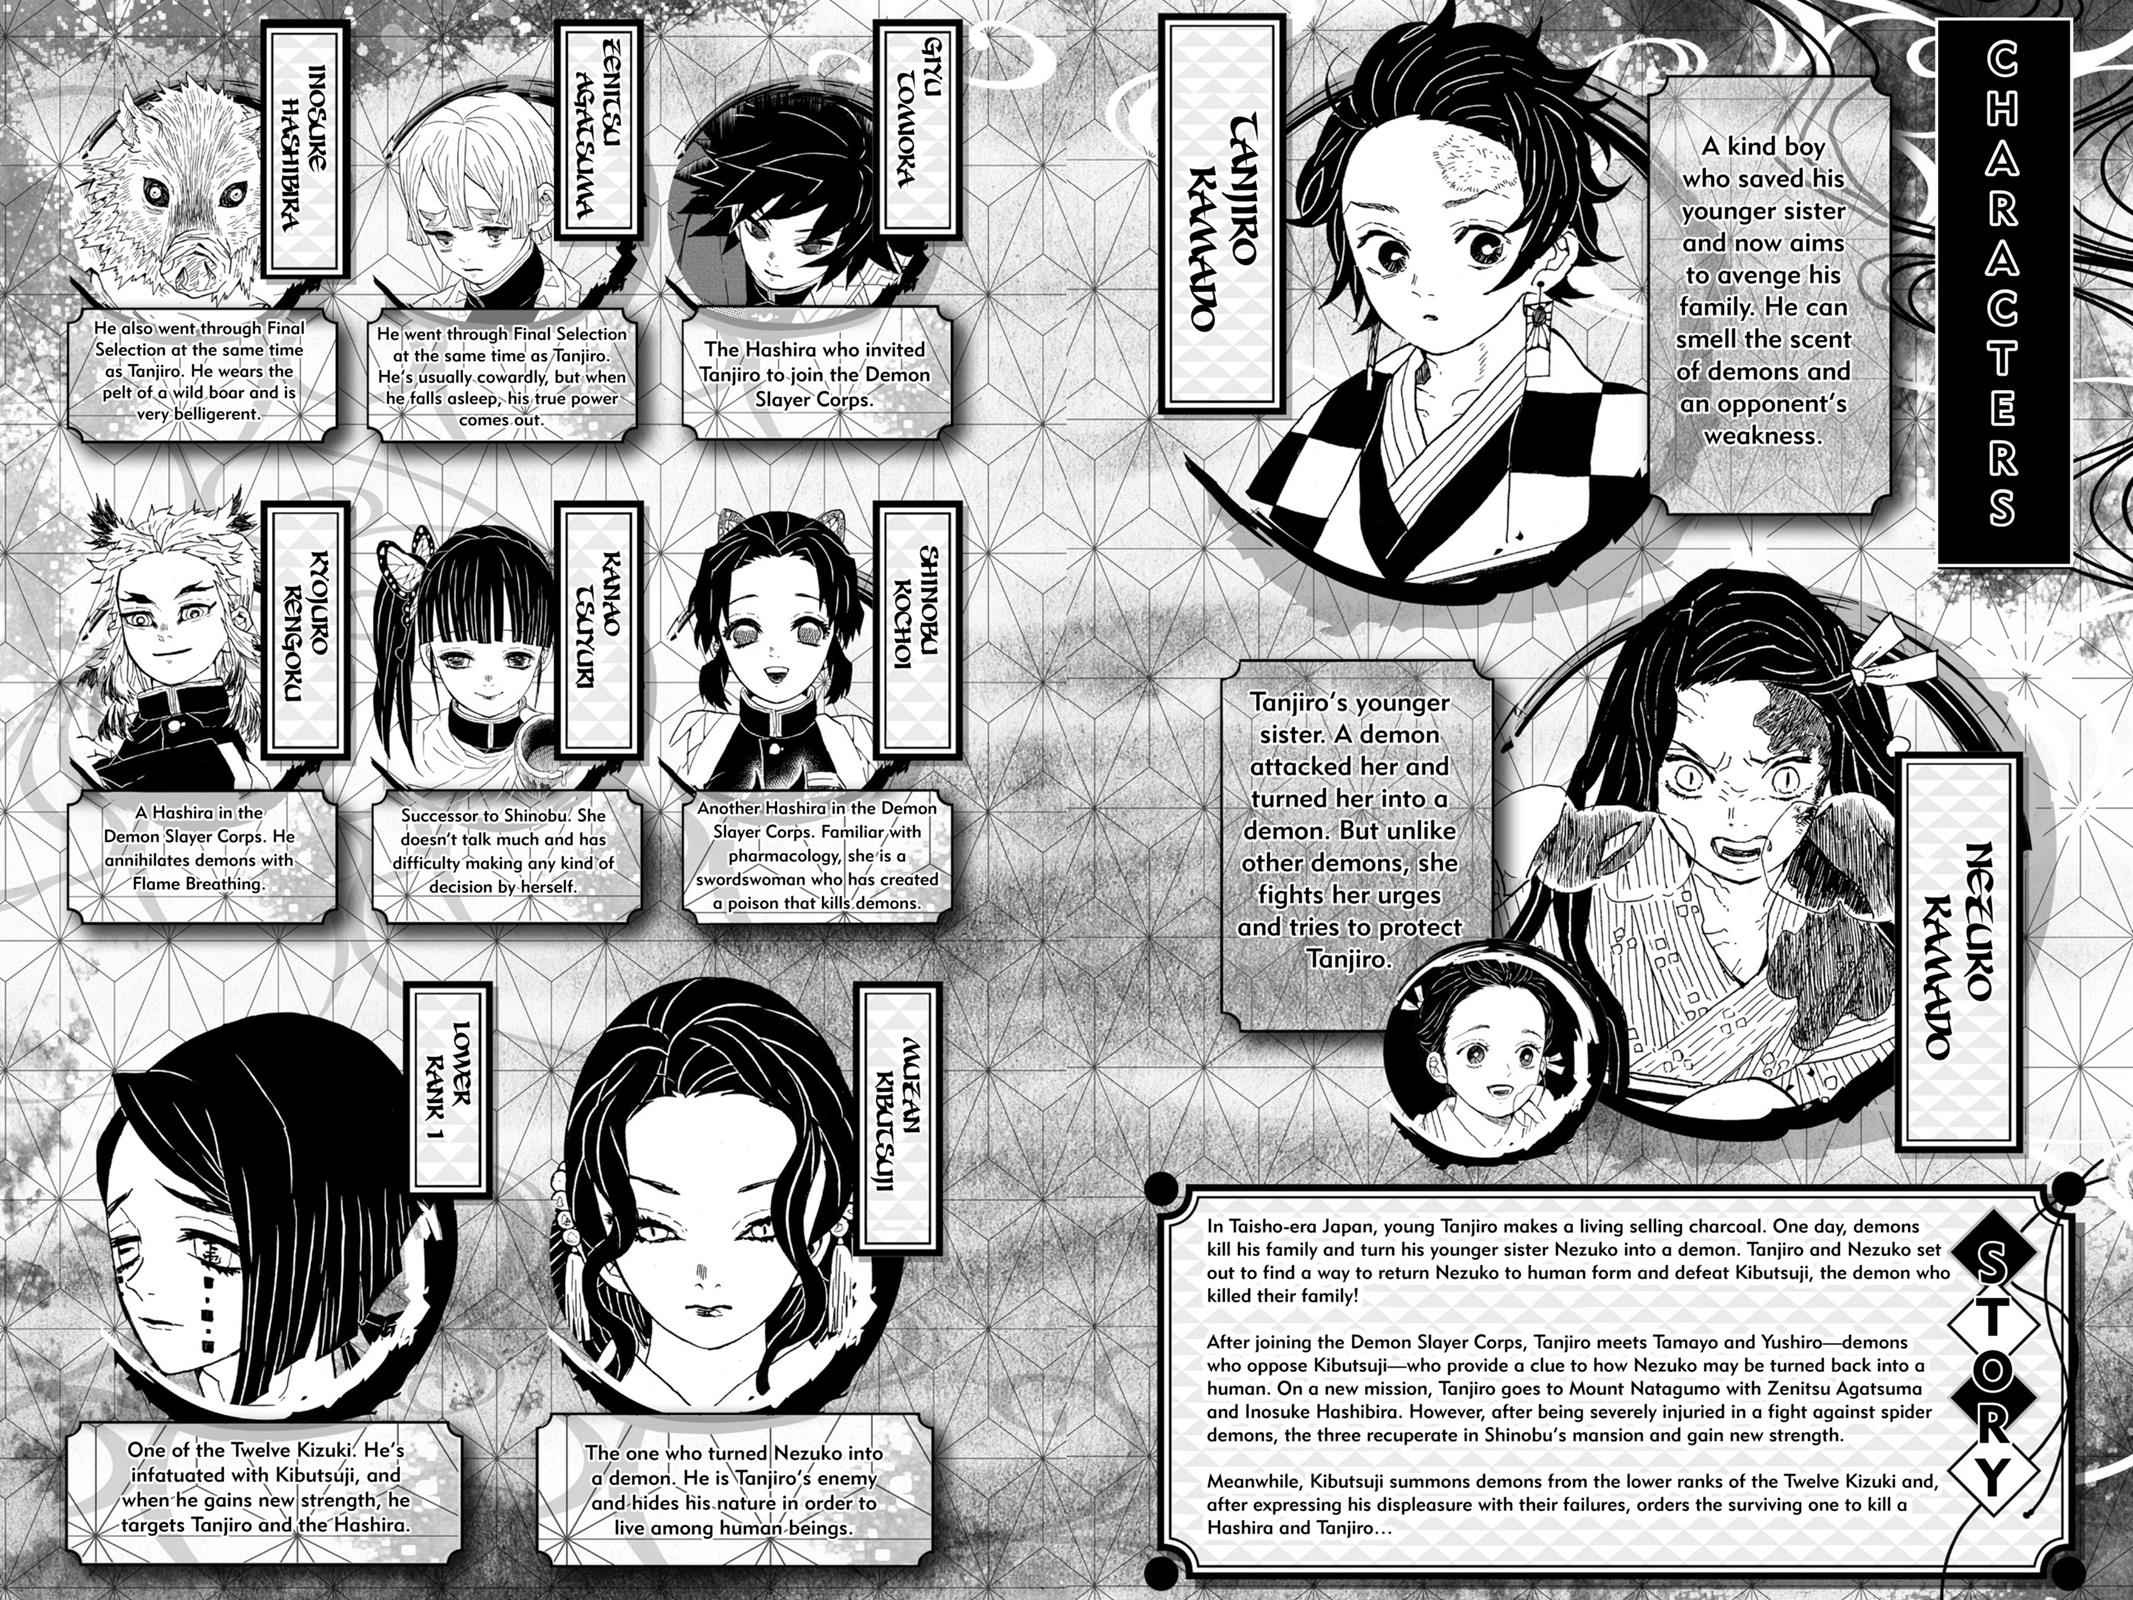 CHARACTERS
TANJIRO
KAMADO
A kind boy
who saved his
younger sister
and now aims
to avenge his
family. He can
smell the scent
of demons and
an opponent's
weakness.
NEZUKO
KAMADO
Tanjiro's younger
sister. A demon
attacked her and
turned her into a
demon. But unlike
other demons, she
fights her urges
and tries to protect
Tanjiro.
STORY
In Taisho-era Japan, young Tanjiro makes a living selling charcoal. One day, demons
kill his family and turn his younger sister Nezuko into a demon. Tanjiro and Nezuko set
out to find a way to return Nezuko to human form and defeat Kibutsuji, the demon who
killed their family!
After joining the Demon Slayer Corps, Tanjiro meets Tamayo and Yushiro—demons
who oppose Kibutsuji—who provide a clue to how Nezuko may be turned back into a
human. On a new mission, Tanjiro goes to Mount Natagumo with Zenitsu Agatsuma
and Inosuke Hashibira. However, after being severely injured in a fight against spider
demons, the three recuperate in Shinobu's mansion and gain new strength.
Meanwhile, Kibutsuji summons demons from the lower ranks of the Twelve Kizuki and,
after expressing his displeasure with their failures, orders the surviving one to kill a
Hashira and Tanjiro...
GIYU
TOMIOKA
The Hashira who invited
Tanjiro to join the Demon
Slayer Corps.
ZENITSU
AGATSUMA
He went through Final Selection
at the same time as Tanjiro.
He's usually cowardly, but when
he falls asleep, his true power
comes out.
INOSUKE
HASHIBIRA
He also went through Final
Selection at the same time
as Tanjiro. He wears the
pelt of a wild boar and is
very belligerent.
SHINOBU
KOCHO
Another Hashira in the Demon
Slayer Corps. Familiar with
pharmacology, she is a
swordswoman who has created
a poison that kills demons.
KANAO
TSUYURI
Successor to Shinobu. She
doesn't talk much and has
difficulty making any kind of
decision by herself.
KYOJURO
RENGOKU
A Hashira in the
Demon Slayer Corps. He
annihilates demons with
Flame Breathing.
MUZAN
KIBUTSUJI
The one who turned Nezuko into
a demon. He is Tanjiro's enemy
and hides his nature in order to
live among human beings.
LOWER
RANK 1
One of the Twelve Kizuki. He's
infatuated with Kibutsuji, and
when he gains new strength, he
targets Tanjiro and the Hashira.